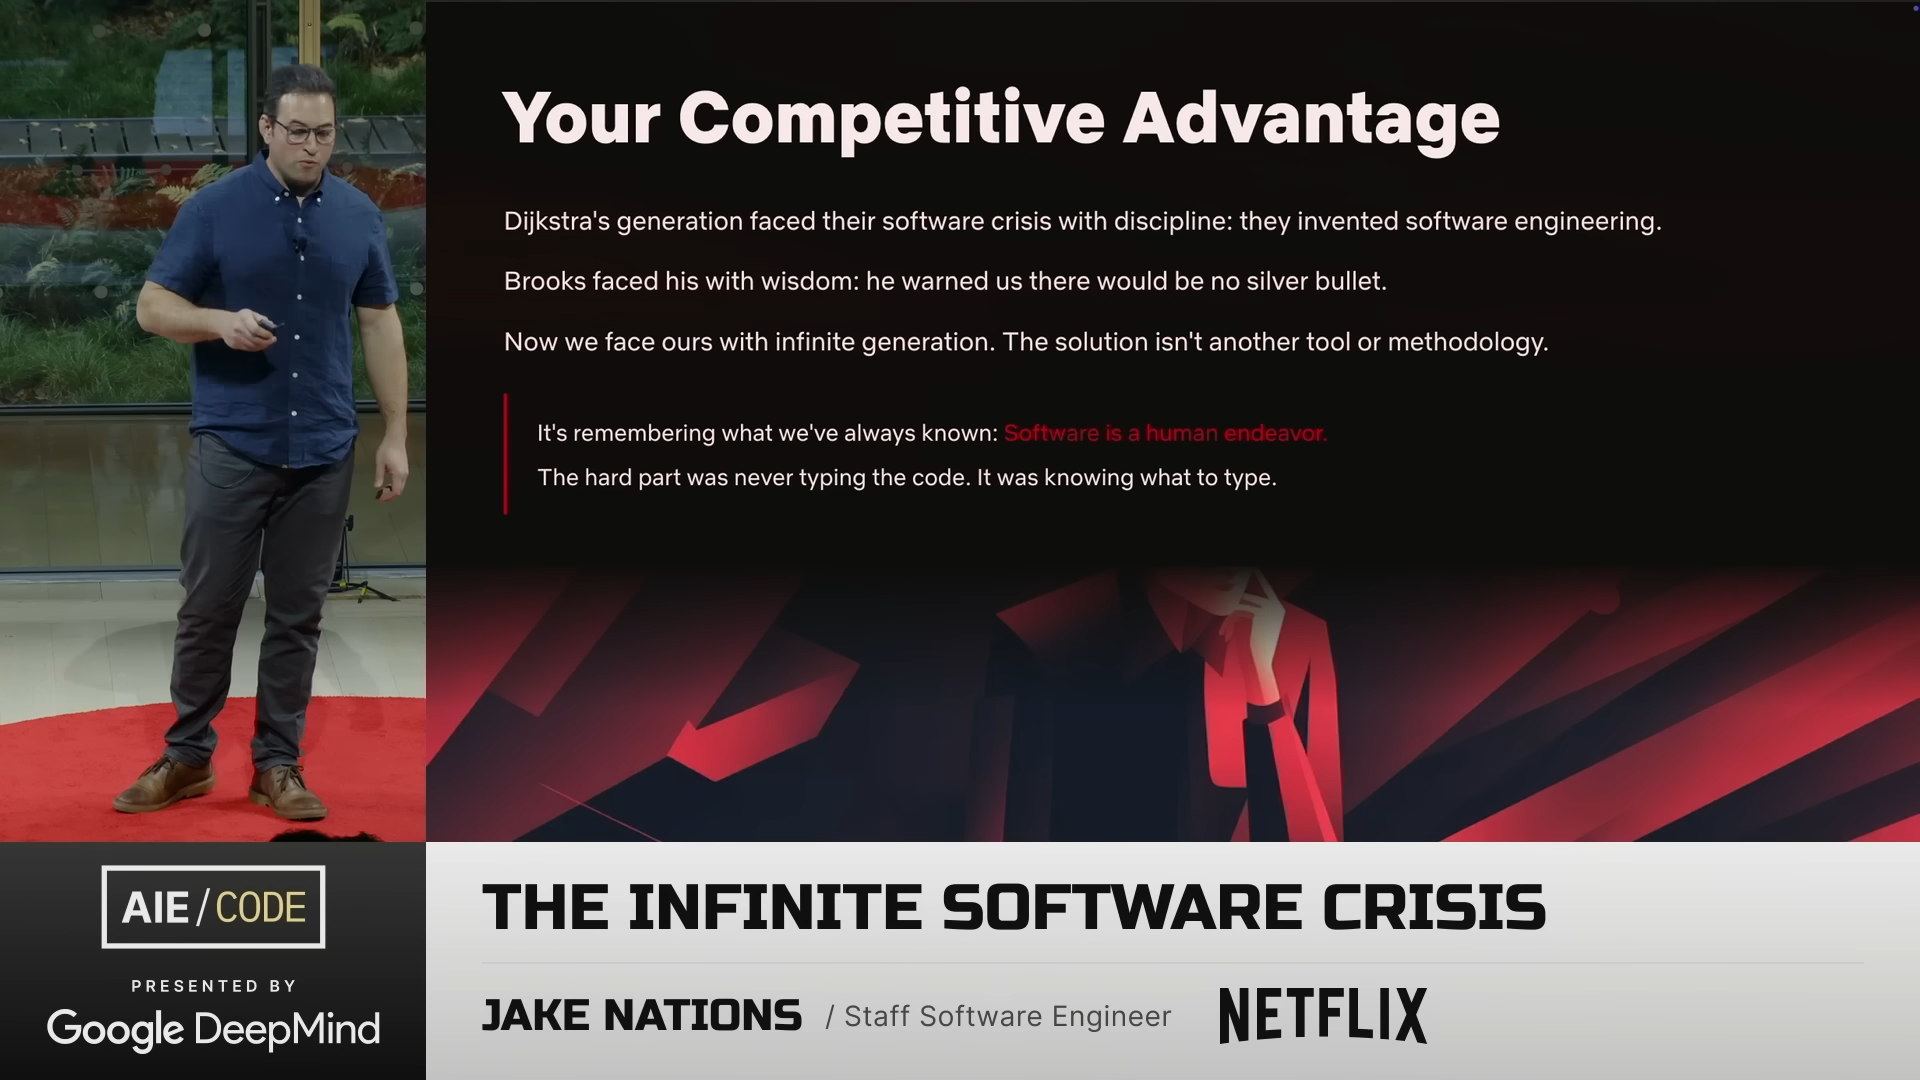 Your Competitive Advantage
Dijkstra's generation faced their software crisis with discipline: they invented software engineering.
Brooks faced his with wisdom: he warned us there would be no silver bullet.
Now we face ours with infinite generation. The solution isn't another tool or methodology.
It's remembering what we've always known: Software is a human endeavor.
The hard part was never typing the code. It was knowing what to type.
AIE/CODE
PRESENTED BY
Google DeepMind
THE INFINITE SOFTWARE CRISIS
JAKE NATIONS / Staff Software Engineer NETFLIX